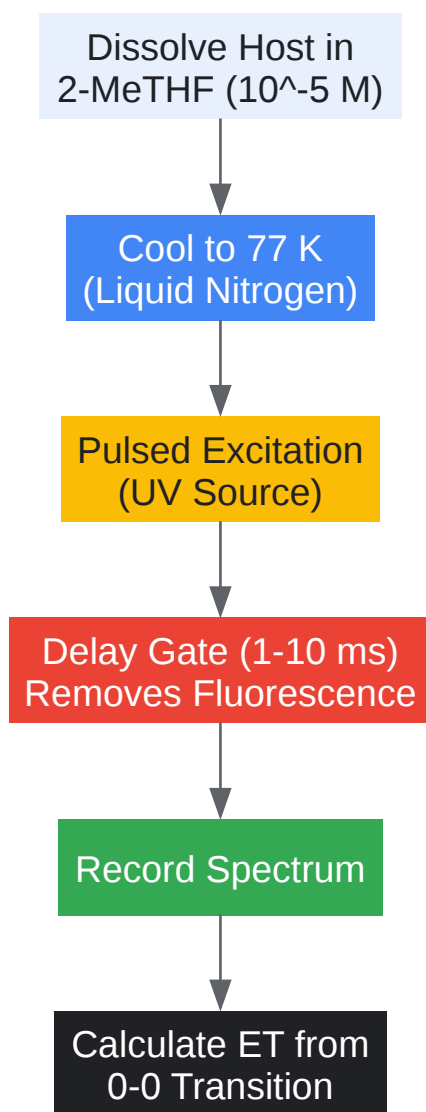 Dissolve Host in
2-MeTHF (10^-5 M)
Cool to 77 K
(Liquid Nitrogen)
Pulsed Excitation
(UV Source)
Delay Gate (1-10 ms)
Removes Fluorescence
Record Spectrum
Calculate ET from
0-0 Transition